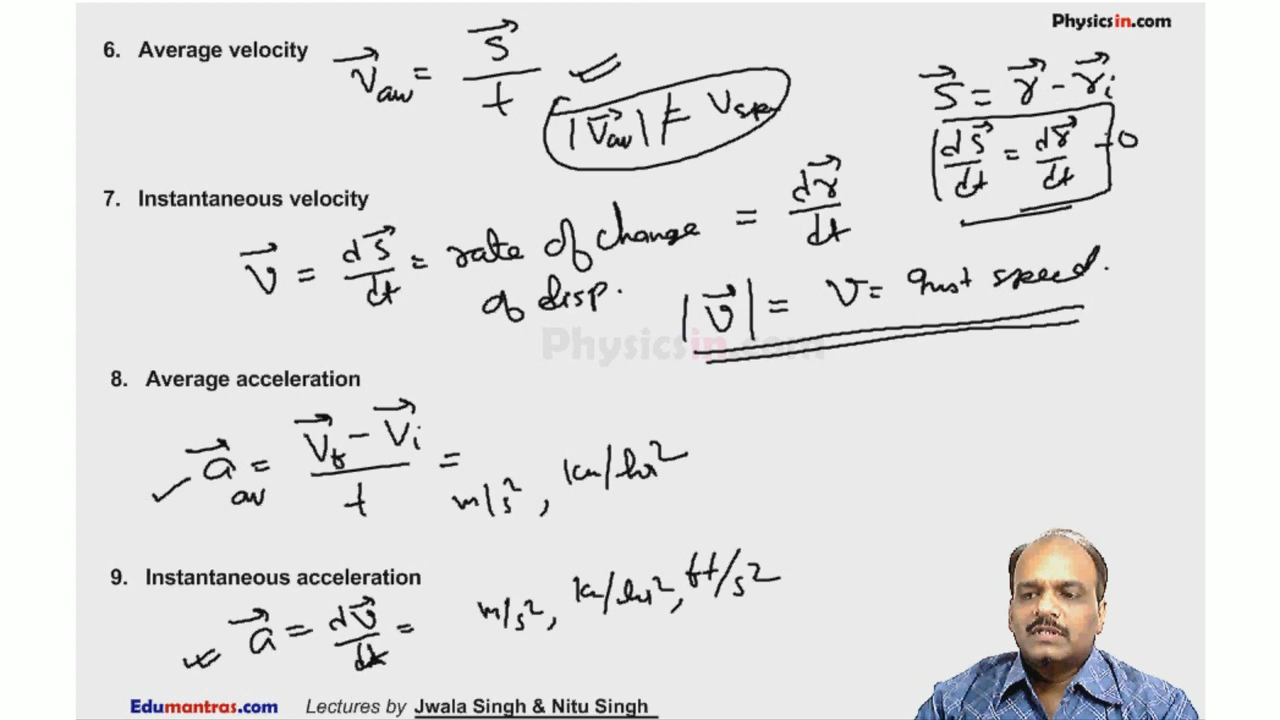 Physicsin.com
6. Average velocity
v⃗av = s⃗ / t
|v⃗av| ≠ Vsp
s⃗ = r⃗ - r⃗i
ds⃗/dt = dr⃗/dt - 0
7. Instantaneous velocity
v⃗ = ds⃗/dt = rate of change = dr⃗/dt
of disp.
|v⃗| = v = Inst speed.
Physicsin.com
8. Average acceleration
a⃗av = (v⃗f - v⃗i) / t = m/s², km/hr²
9. Instantaneous acceleration
a⃗ = dv⃗/dt = m/s², km/hr², ft/s²
Edumantras.com Lectures by Jwala Singh & Nitu Singh